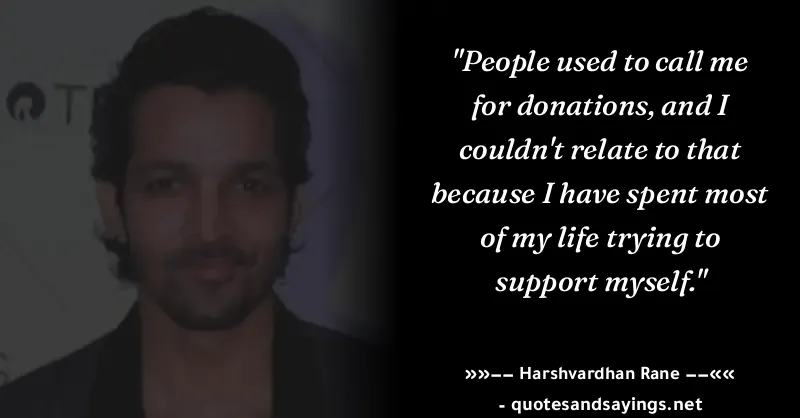 "People used to call me
for donations, and I
couldn't relate to that
because I have spent most
of my life trying to
support myself."
»»−− Harshvardhan Rane −−««
- quotesandsayings.net